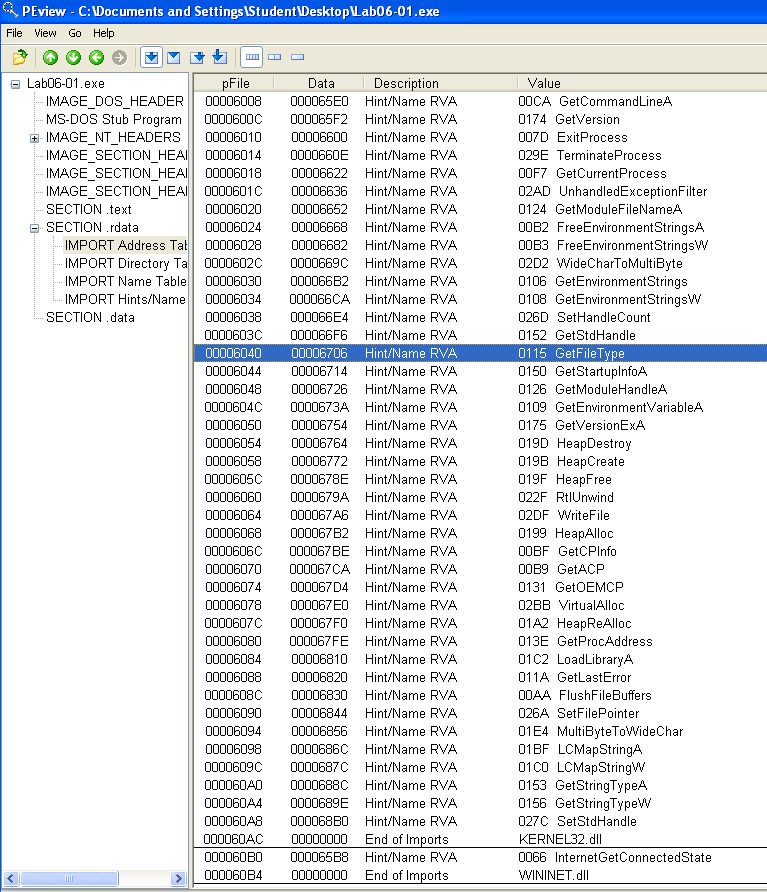 PEview - C:\Documents and Settings\Student\Desktop\Lab06-01.exe
File View Go Help
Lab06-01.exe
IMAGE_DOS_HEADER
MS-DOS Stub Program
IMAGE_NT_HEADERS
IMAGE_SECTION_HEA
IMAGE_SECTION_HEA
IMAGE_SECTION_HEA
SECTION .text
SECTION .rdata
IMPORT Address Tab
IMPORT Directory Ta
IMPORT Name Table
IMPORT Hints/Name
SECTION .data
pFile Data Description Value
00006008 000065E0 Hint/Name RVA 00CA GetCommandLineA
0000600C 000065F2 Hint/Name RVA 0174 GetVersion
00006010 00006600 Hint/Name RVA 007D ExitProcess
00006014 0000660E Hint/Name RVA 029E TerminateProcess
00006018 00006622 Hint/Name RVA 00F7 GetCurrentProcess
0000601C 00006636 Hint/Name RVA 02AD UnhandledExceptionFilter
00006020 00006652 Hint/Name RVA 0124 GetModuleFileNameA
00006024 00006668 Hint/Name RVA 00B2 FreeEnvironmentStringsA
00006028 00006682 Hint/Name RVA 00B3 FreeEnvironmentStringsW
0000602C 0000669C Hint/Name RVA 02D2 WideCharToMultiByte
00006030 000066B2 Hint/Name RVA 0106 GetEnvironmentStrings
00006034 000066CA Hint/Name RVA 0108 GetEnvironmentStringsW
00006038 000066E4 Hint/Name RVA 026D SetHandleCount
0000603C 000066F6 Hint/Name RVA 0152 GetStdHandle
00006040 00006706 Hint/Name RVA 0115 GetFileType
00006044 00006714 Hint/Name RVA 0150 GetStartupInfoA
00006048 00006726 Hint/Name RVA 0126 GetModuleHandleA
0000604C 0000673A Hint/Name RVA 0109 GetEnvironmentVariableA
00006050 00006754 Hint/Name RVA 0175 GetVersionExA
00006054 00006764 Hint/Name RVA 019D HeapDestroy
00006058 00006772 Hint/Name RVA 019B HeapCreate
0000605C 0000678E Hint/Name RVA 019F HeapFree
00006060 0000679A Hint/Name RVA 022F RtlUnwind
00006064 000067A6 Hint/Name RVA 02DF WriteFile
00006068 000067B2 Hint/Name RVA 0199 HeapAlloc
0000606C 000067BE Hint/Name RVA 00BF GetCPInfo
00006070 000067CA Hint/Name RVA 00B9 GetACP
00006074 000067D4 Hint/Name RVA 0131 GetOEMCP
00006078 000067E0 Hint/Name RVA 02BB VirtualAlloc
0000607C 000067F0 Hint/Name RVA 01A2 HeapReAlloc
00006080 000067FE Hint/Name RVA 013E GetProcAddress
00006084 00006810 Hint/Name RVA 01C2 LoadLibraryA
00006088 00006820 Hint/Name RVA 011A GetLastError
0000608C 00006830 Hint/Name RVA 00AA FlushFileBuffers
00006090 00006844 Hint/Name RVA 026A SetFilePointer
00006094 00006856 Hint/Name RVA 01E4 MultiByteToWideChar
00006098 0000686C Hint/Name RVA 01BF LCMapStringA
0000609C 0000687C Hint/Name RVA 01C0 LCMapStringW
000060A0 0000688C Hint/Name RVA 0153 GetStringTypeA
000060A4 0000689E Hint/Name RVA 0156 GetStringTypeW
000060A8 000068B0 Hint/Name RVA 027C SetStdHandle
000060AC 00000000 End of Imports KERNEL32.dll
000060B0 000065B8 Hint/Name RVA 0066 InternetGetConnectedState
000060B4 00000000 End of Imports WININET.dll